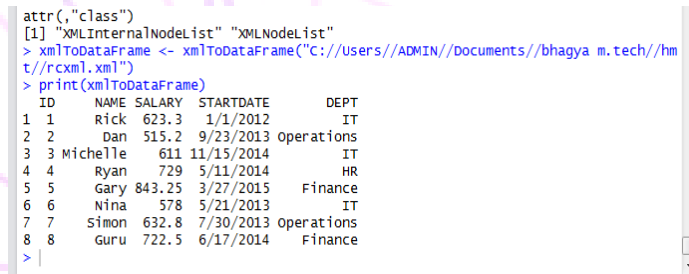 attr(,"class")
[1] "XMLInternalNodeList" "XMLNodeList"
> xmlToDataFrame <- xmlToDataFrame("C://Users//ADMIN//Documents//bhagya m.tech//hm
t//rcxml.xml")
> print(xmlToDataFrame)
  ID     NAME SALARY  STARTDATE       DEPT
1  1     Rick  623.3   1/1/2012         IT
2  2      Dan  515.2  9/23/2013 Operations
3  3 Michelle    611 11/15/2014         IT
4  4     Ryan    729  5/11/2014         HR
5  5     Gary 843.25  3/27/2015    Finance
6  6     Nina    578  5/21/2013         IT
7  7    Simon  632.8  7/30/2013 Operations
8  8     Guru  722.5  6/17/2014    Finance
>